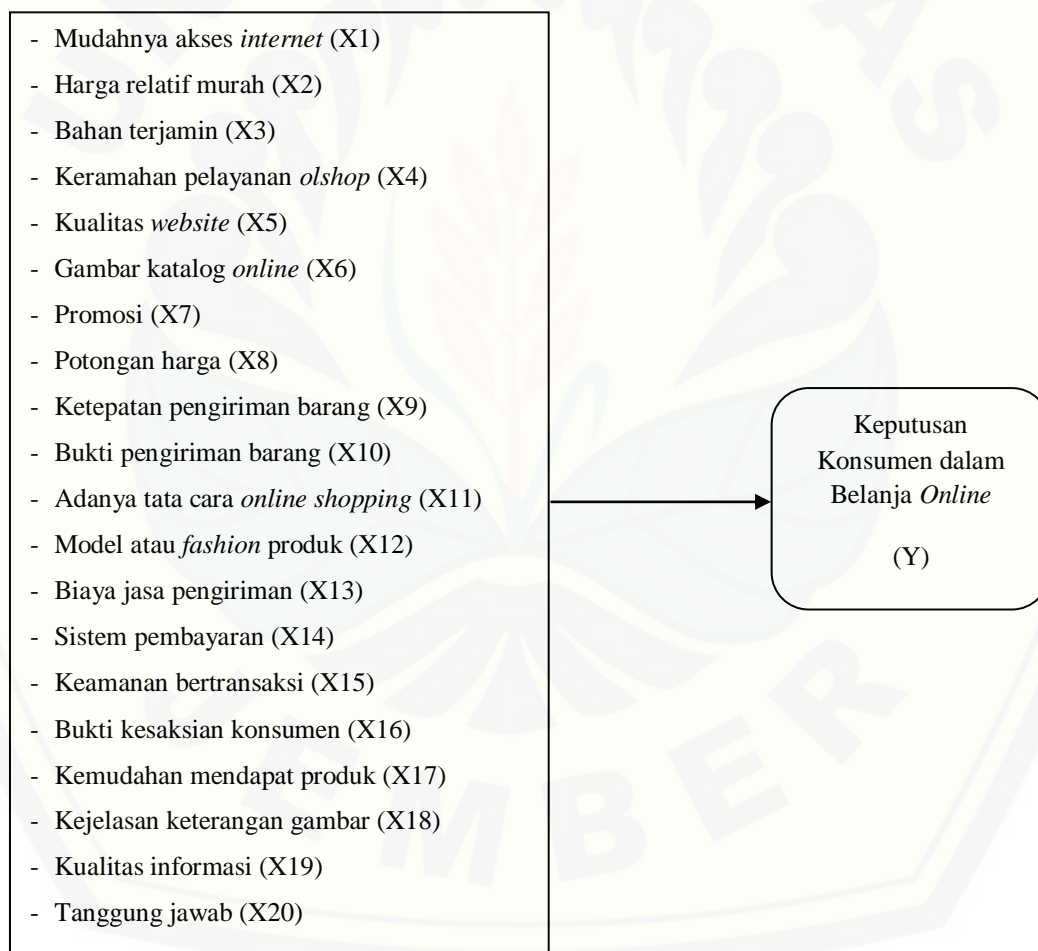 - Mudahnya akses internet (X1)
- Harga relatif murah (X2)
- Bahan terjamin (X3)
- Keramahan pelayanan olshop (X4)
- Kualitas website (X5)
- Gambar katalog online (X6)
- Promosi (X7)
- Potongan harga (X8)
- Ketepatan pengiriman barang (X9)
- Bukti pengiriman barang (X10)
- Adanya tata cara online shopping (X11)
- Model atau fashion produk (X12)
- Biaya jasa pengiriman (X13)
- Sistem pembayaran (X14)
- Keamanan bertransaksi (X15)
- Bukti kesaksian konsumen (X16)
- Kemudahan mendapat produk (X17)
- Kejelasan keterangan gambar (X18)
- Kualitas informasi (X19)
- Tanggung jawab (X20)
Keputusan
Konsumen dalam
Belanja Online
(Y)